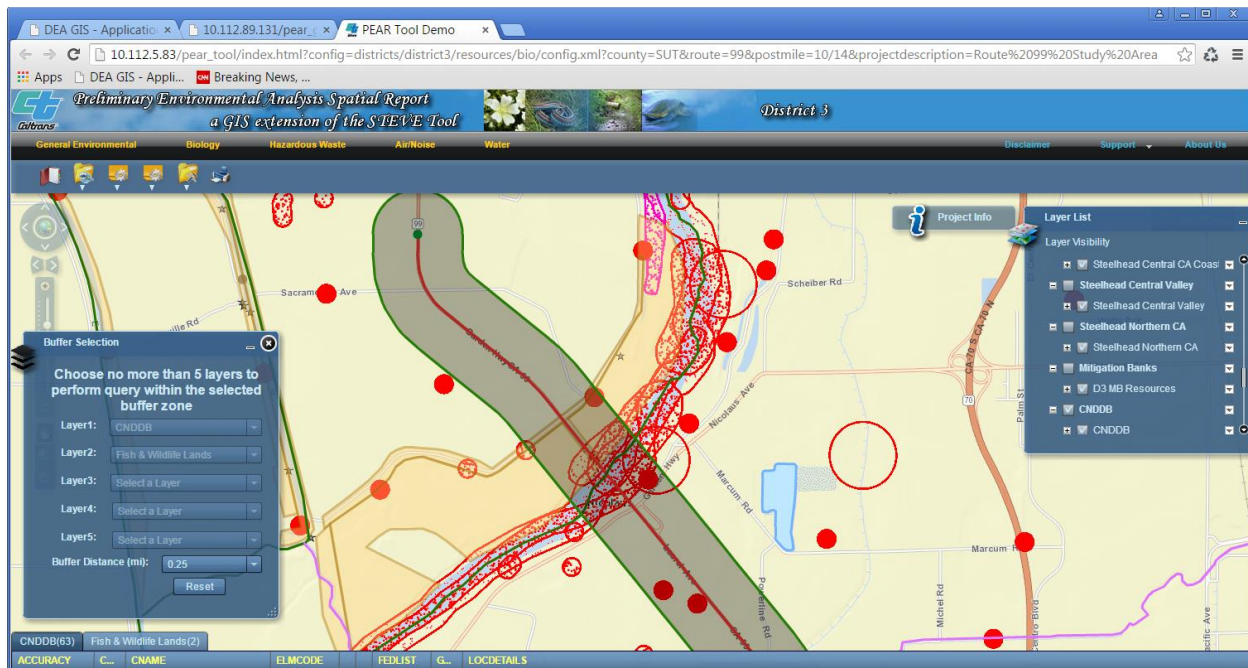 DEA GIS - Applicatio
10.112.89.131/pear_
PEAR Tool Demo
10.112.5.83/pear_tool/index.html?config=districts/district3/resources/bio/config.xml?county=SUT&route=99&postmile=10/14&projectdescription=Route%2099%20Study%20Area
Apps
DEA GIS - Appli...
CNN
Breaking News, ...
ct
Caltrans
Preliminary Environmental Analysis Spatial Report
a GIS extension of the STEVE Tool
District 3
General Environmental
Biology
Hazardous Waste
Air/Noise
Water
Disclaimer
Support
About Us
Project Info
Layer List
Layer Visibility
Steelhead Central CA Coast
Steelhead Central Valley
Steelhead Central Valley
Steelhead Northern CA
Steelhead Northern CA
Mitigation Banks
D3 MB Resources
CNDDB
CNDDB
99
Sacramento Ave
Scheiber Rd
CA-70 S CA-70 N
Nicolaus Ave
70
Palm St
Marcum Rd
Marcum R
Powerline Rd
Michel Rd
Pacific Ave
Buffer Selection
Choose no more than 5 layers to
perform query within the selected
buffer zone
Layer1: CNDDB
Layer2: Fish & Wildlife Lands
Layer3: Select a Layer
Layer4: Select a Layer
Layer5: Select a Layer
Buffer Distance (mi): 0.25
Reset
CNDDB(63)
Fish & Wildlife Lands(2)
ACCURACY C... CNAME ELMCODE FEDLIST G... LOCDETAILS